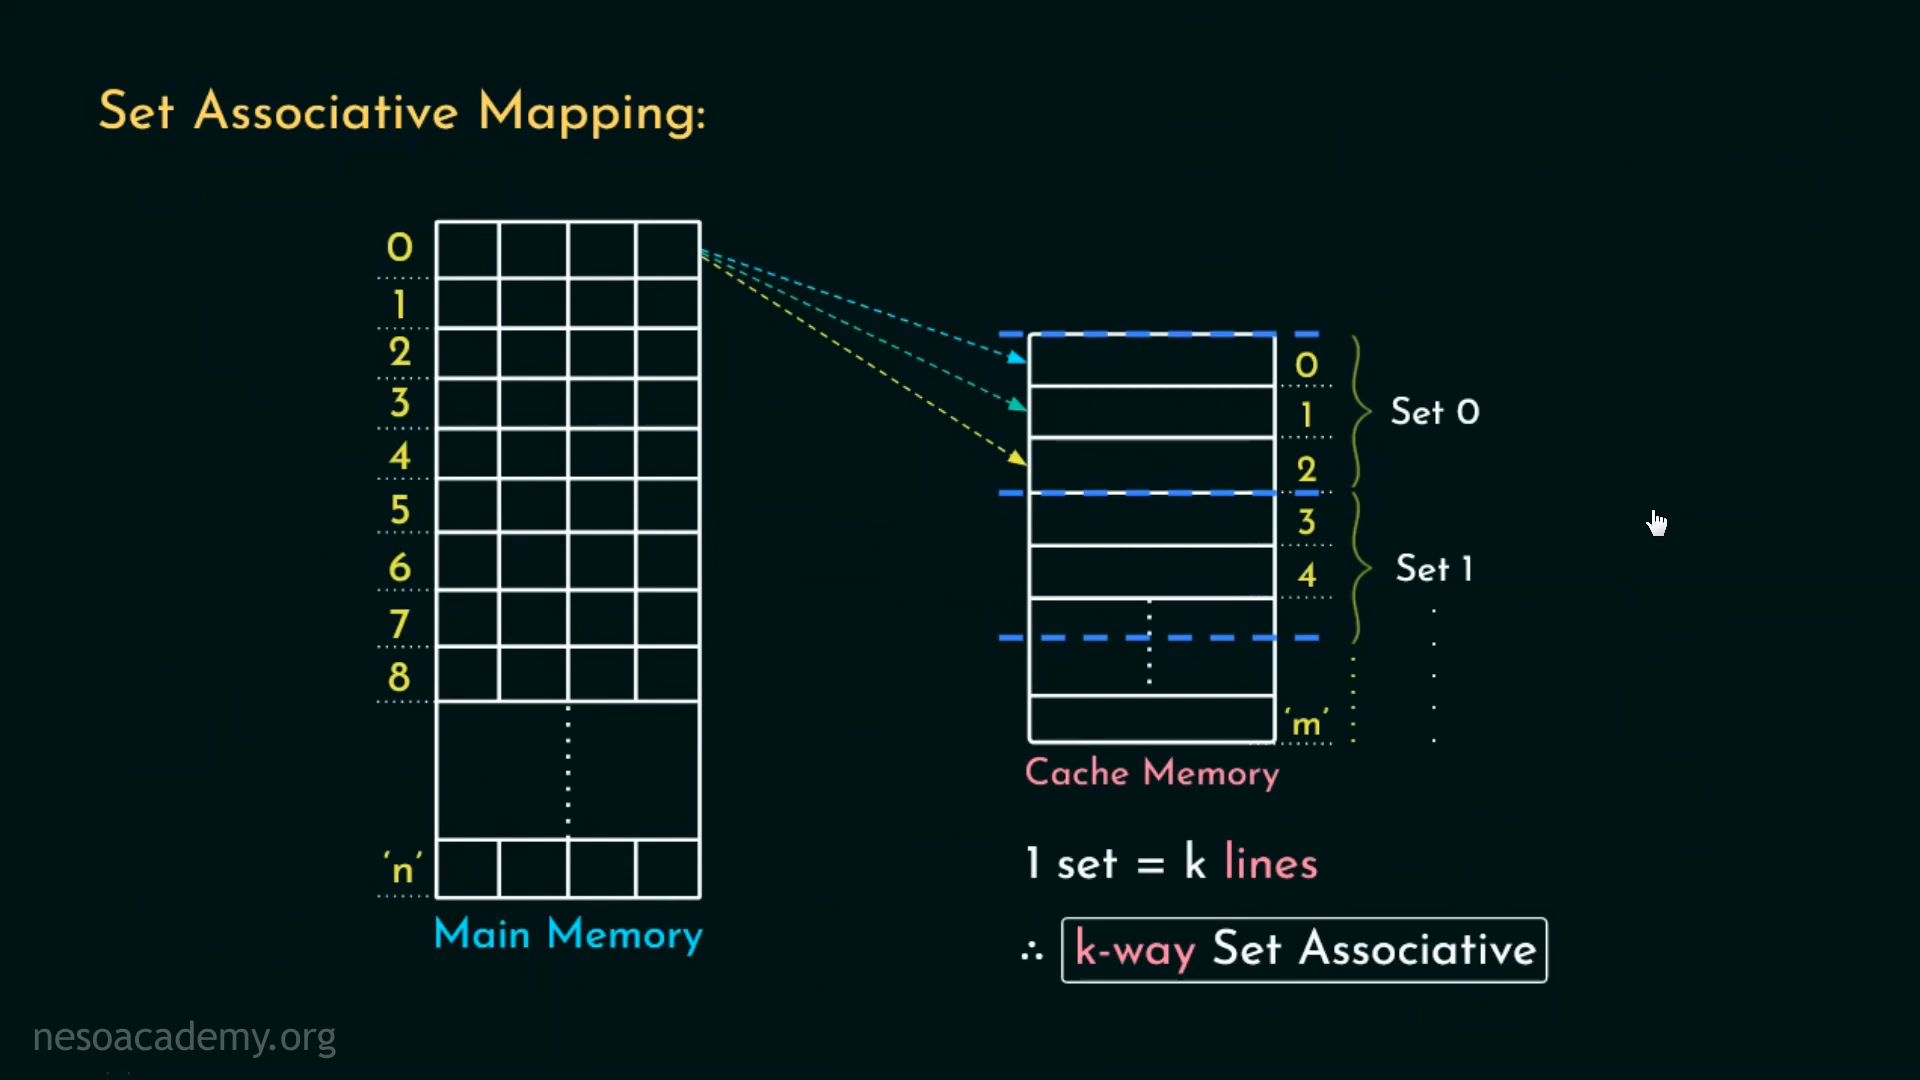 Set Associative Mapping:
0
1
2
3
4
5
6
7
8
‘n’
Main Memory
0
1
2
3
4
‘m’
Set 0
Set 1
Cache Memory
1 set = k lines
∴ k-way Set Associative
nesoacademy.org